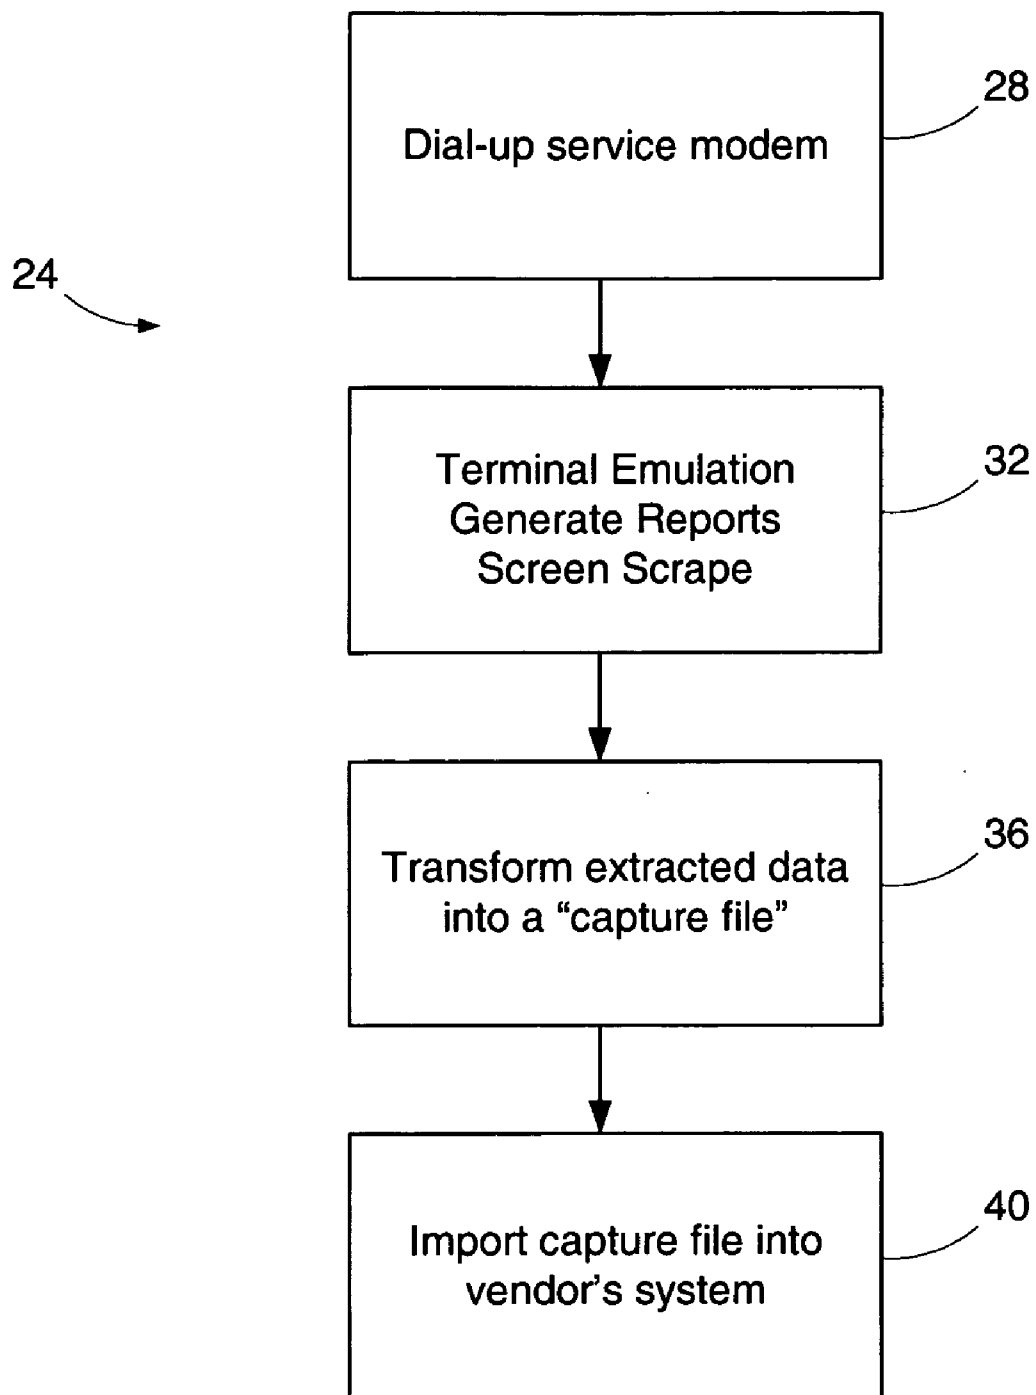 28
Dial-up service modem
24
32
Terminal Emulation
Generate Reports
Screen Scrape
36
Transform extracted data
into a “capture file”
40
Import capture file into
vendor’s system